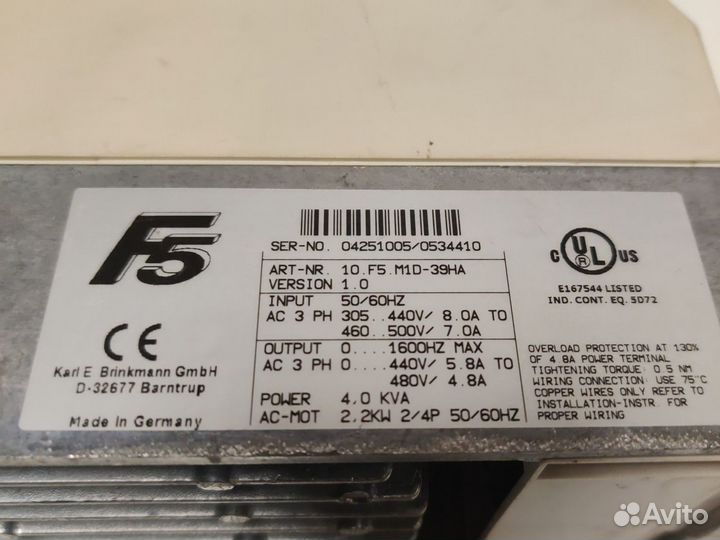 F5
SER-NO. 04251005/0534410
ART-NR. 10.F5.M1D-39HA
VERSION 1.0
INPUT 50/60HZ
AC 3 PH 305..440V/ 8.0A TO
460..500V/ 7.0A
OUTPUT 0....1600HZ MAX
AC 3 PH 0....440V/ 5.8A TO
480V/ 4.8A
POWER 4.0 KVA
AC-MOT 2.2KW 2/4P 50/60HZ
CE
Karl E. Brinkmann GmbH
D-32677 Barntrup
Made in Germany
C UL US
R
E167544 LISTED
IND. CONT. EQ. 5D72
OVERLOAD PROTECTION AT 130%
OF 4.8A POWER TERMINAL
TIGHTENING TORQUE: 0.5 NM
WIRING CONNECTION: USE 75°C
COPPER WIRES ONLY REFER TO
INSTALLATION-INSTR. FOR
PROPER WIRING
Avito